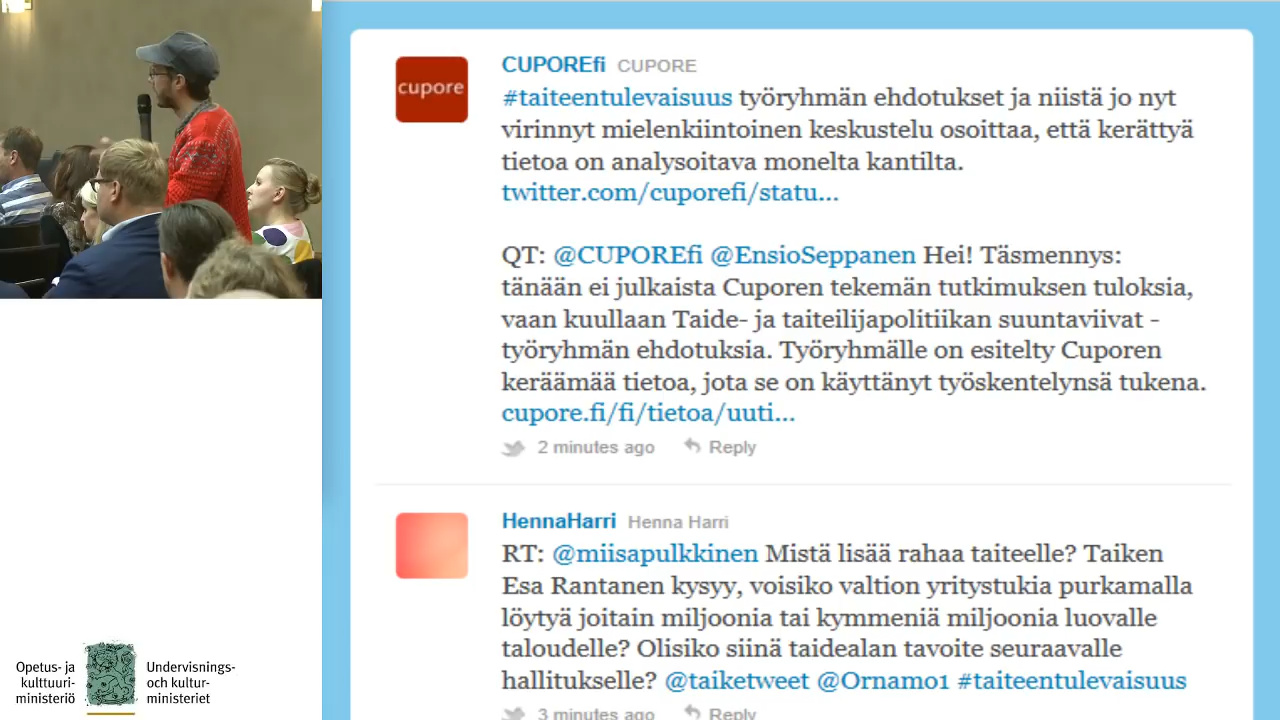 cupore
CUPOREfi CUPORE
#taiteentulevaisuus työryhmän ehdotukset ja niistä jo nyt
virinnyt mielenkiintoinen keskustelu osoittaa, että kerättyä
tietoa on analysoitava monelta kantilta.
twitter.com/cuporefi/statu...
QT: @CUPOREfi @EnsioSeppanen Hei! Täsmennys:
tänään ei julkaista Cuporen tekemän tutkimuksen tuloksia,
vaan kuullaan Taide- ja taiteilijapolitiikan suuntaviivat -
työryhmän ehdotuksia. Työryhmälle on esitelty Cuporen
keräämää tietoa, jota se on käyttänyt työskentelynsä tukena.
cupore.fi/fi/tietoa/uuti...
2 minutes ago Reply
HennaHarri Henna Harri
RT: @miisapulkkinen Mistä lisää rahaa taiteelle? Taiken
Esa Rantanen kysyy, voisiko valtion yritystukia purkamalla
löytyä joitain miljoonia tai kymmeniä miljoonia luovalle
taloudelle? Olisiko siinä taidealan tavoite seuraavalle
hallitukselle? @taiketweet @Ornamo1 #taiteentulevaisuus
3 minutes ago Reply
Opetus- ja
kulttuuri-
ministeriö
Undervisnings-
och kultur-
ministeriet